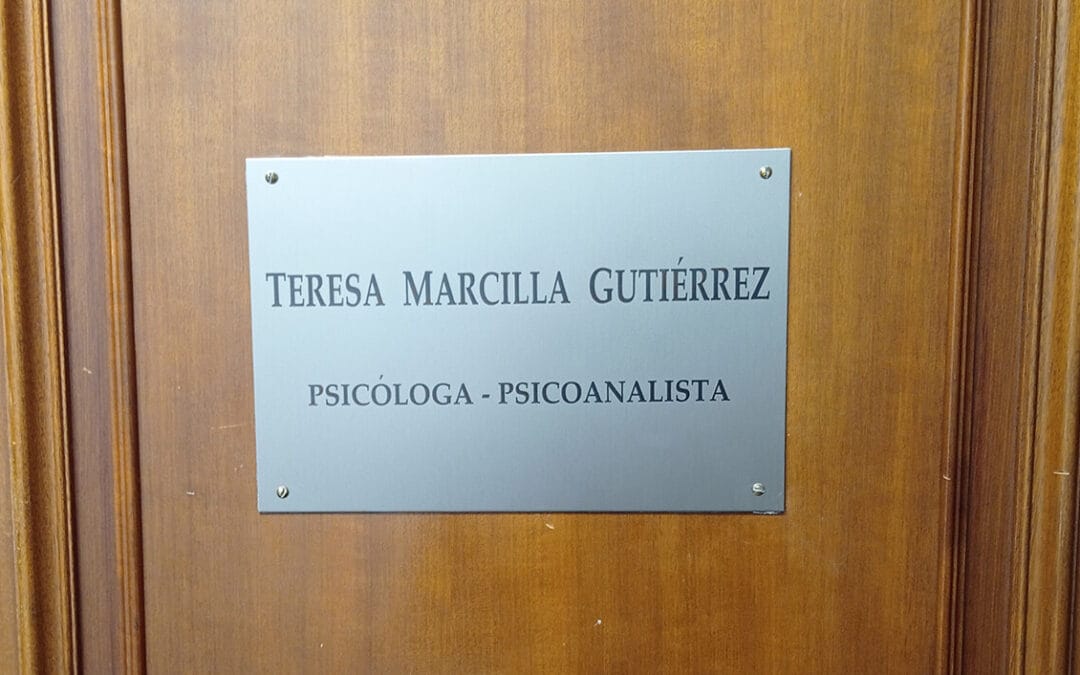 TERESA MARCILLA GUTIÉRREZ
PSICÓLOGA - PSICOANALISTA